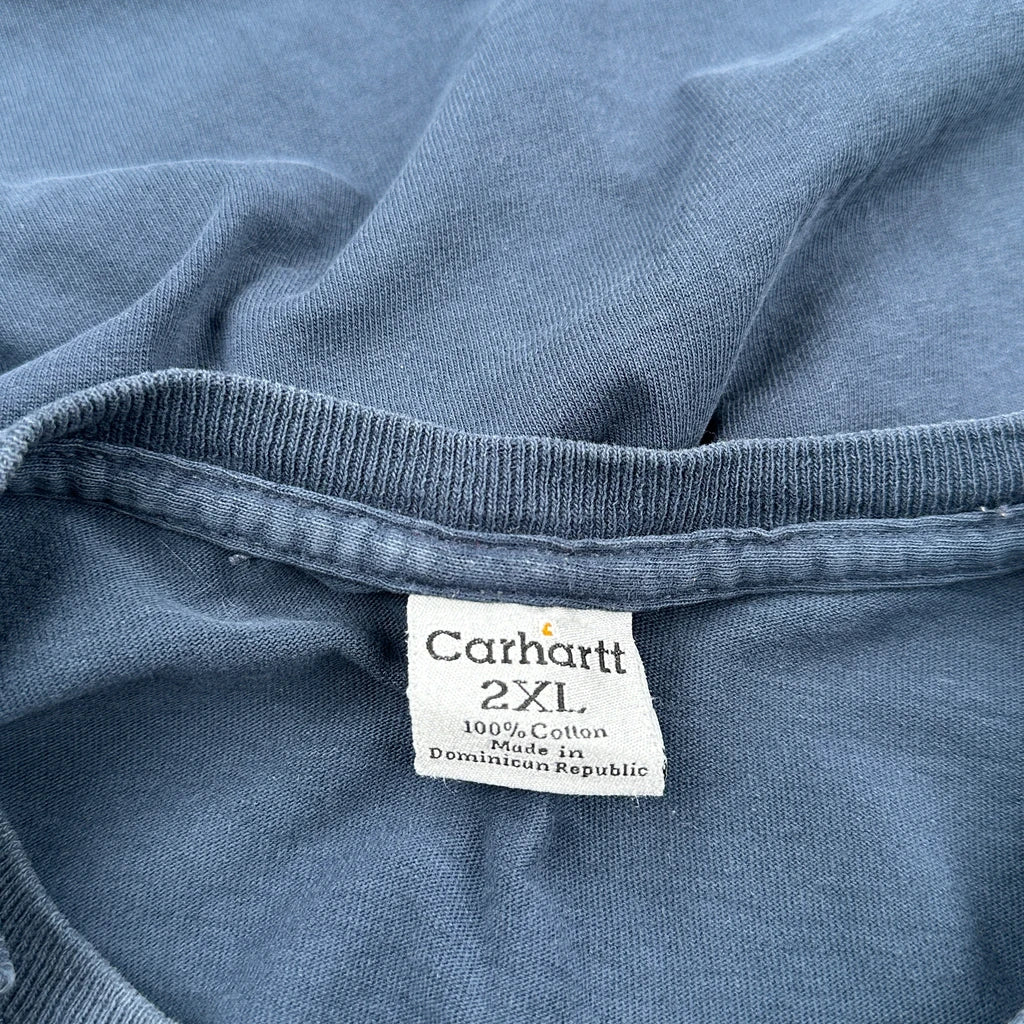 Carhartt
2XL
100% Cotton
Made in
Dominican Republic